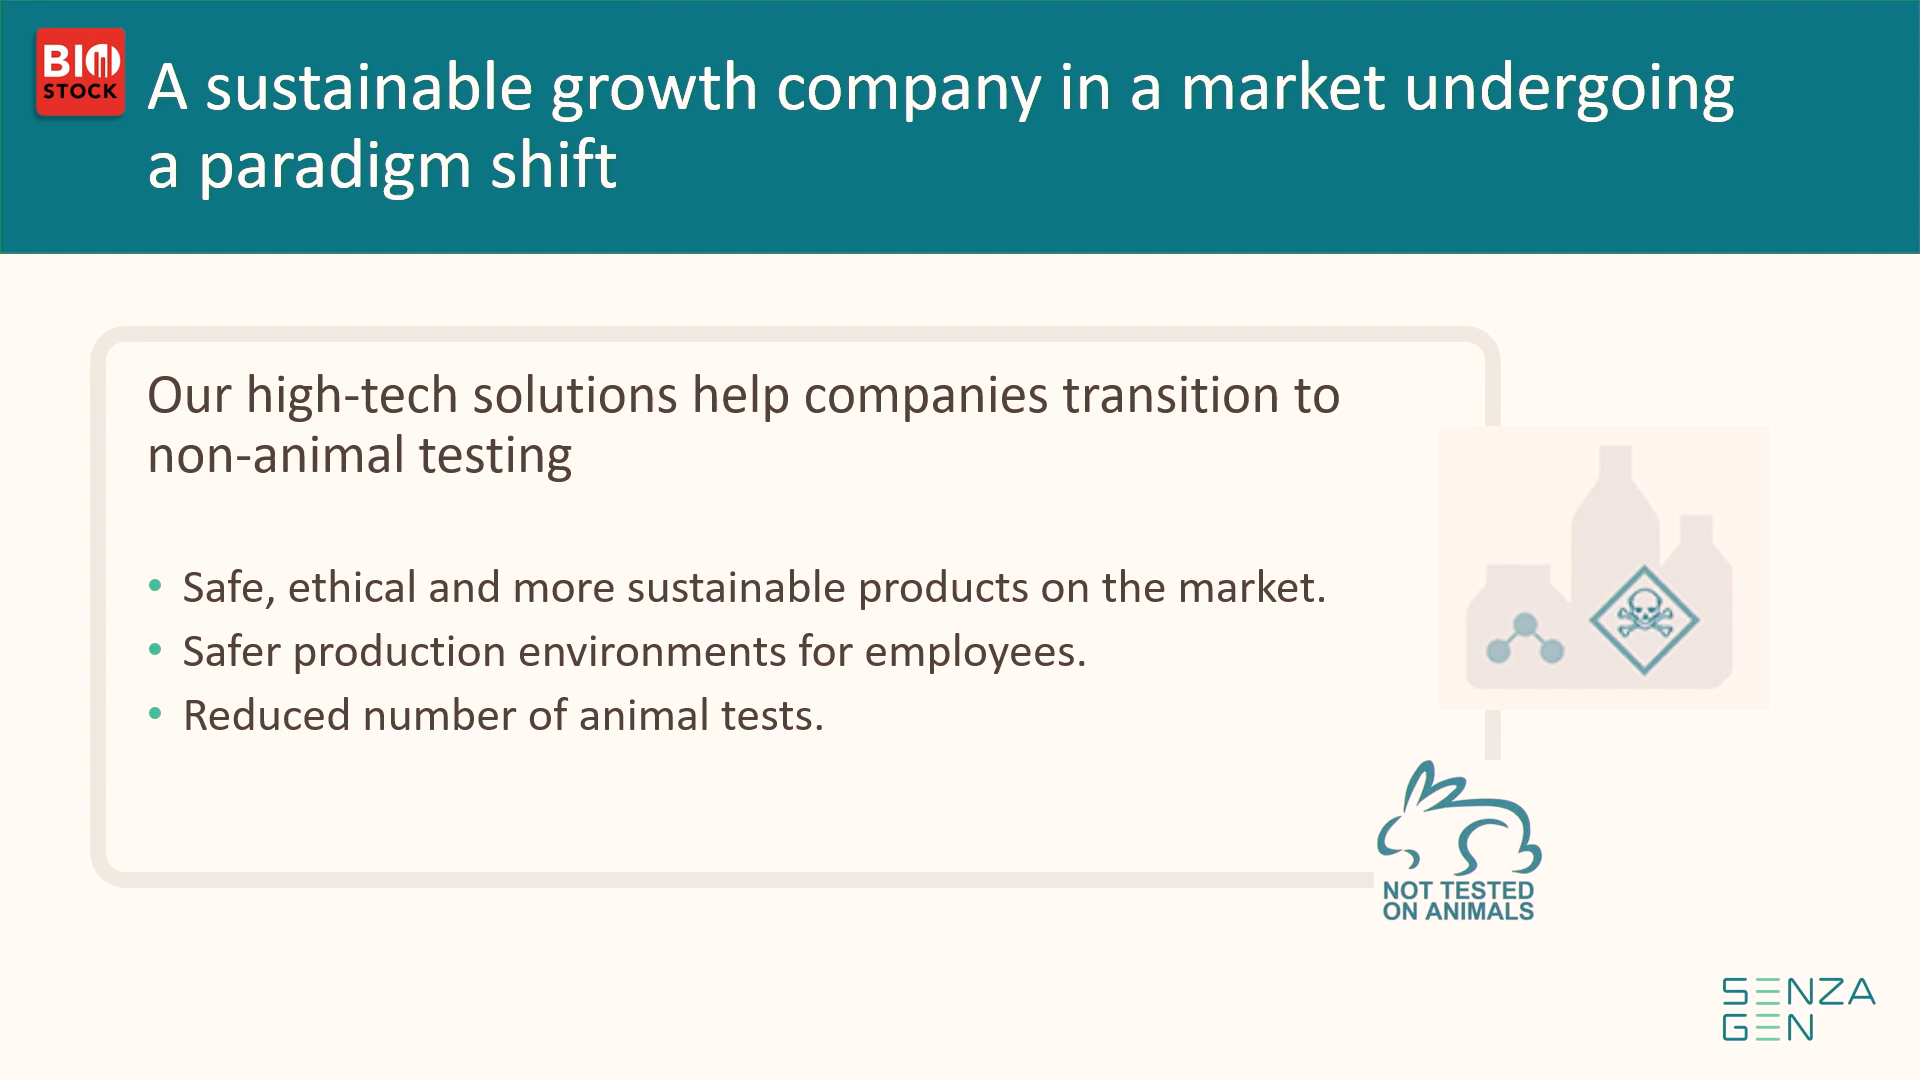 BIO
STOCK
A sustainable growth company in a market undergoing
a paradigm shift
Our high-tech solutions help companies transition to
non-animal testing
• Safe, ethical and more sustainable products on the market.
• Safer production environments for employees.
• Reduced number of animal tests.
NOT TESTED
ON ANIMALS
SENZA
GEN